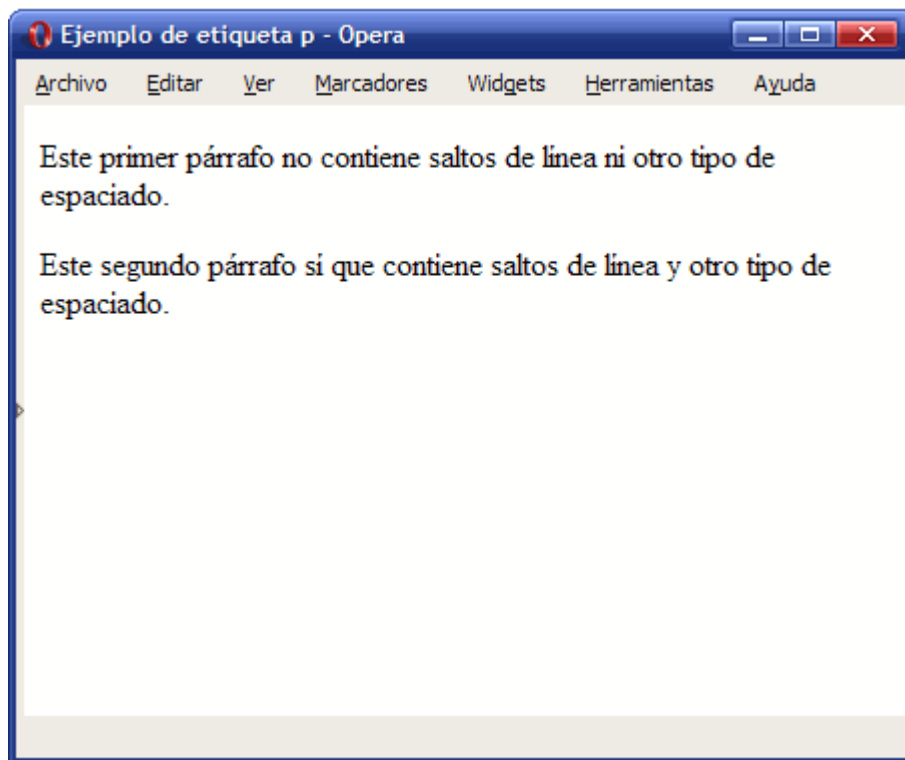 Ejemplo de etiqueta p - Opera
Archivo Editar Ver Marcadores Widgets Herramientas Ayuda
Este primer párrafo no contiene saltos de línea ni otro tipo de
espaciado.
Este segundo párrafo sí que contiene saltos de línea y otro tipo de
espaciado.